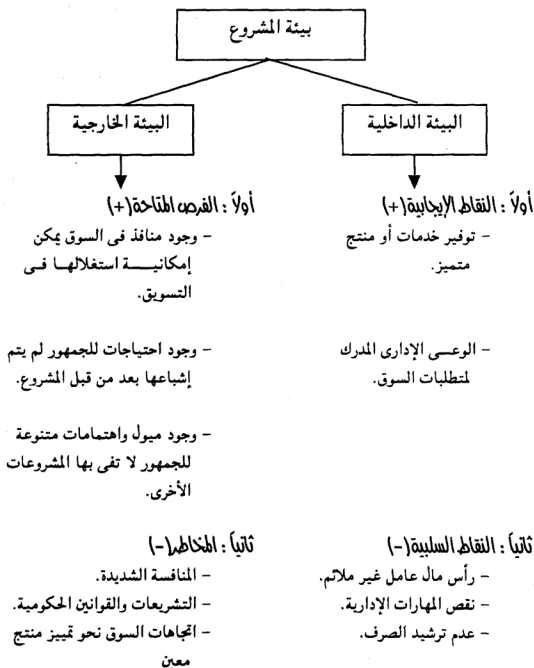 بيئة المشروع
البيئة الداخلية
أولاً : النقاط الإيجابية (+)
– توفير خدمات أو منتج
متميز.
– الوعــى الإدارى المدرك
لمتطلبات السوق.
ثانياً : النقاط السلبية (-)
– رأس مال عامل غير ملائم.
– نقص المهارات الإدارية.
– عدم ترشيد الصرف.
البيئة الخارجية
أولاً : الفرص المتاحة (+)
– وجود منافذ فى السوق يمكن
إمكانيـــة استغلالهـا فـى
التسويق.
– وجود احتياجات للجمهور لم يتم
إشباعها بعد من قبل المشروع.
– وجود ميول واهتمامات متنوعة
للجمهور لا تفى بها المشروعات
الأخرى.
ثانياً : المخاطر (-)
– المنافسة الشديدة.
– التشريعات والقوانين الحكومية.
– اتجاهات السوق نحو تمييز منتج
معين